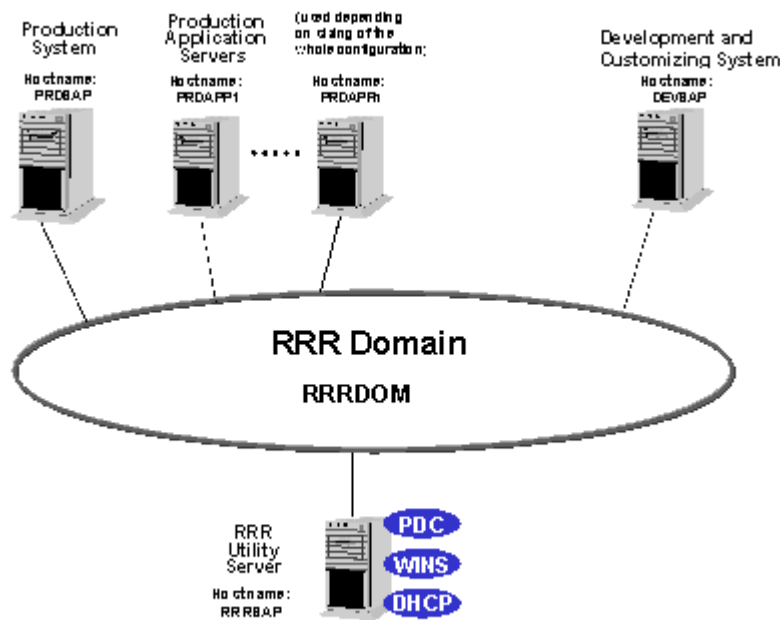 Production
System
Hostname:
PRDSAP
Production
Application
Servers
Hostname:
PRDAPP1
(used depending
on sizing of the
whole configuration)
Hostname:
PRDAPPn
Development and
Customizing System
Hostname:
DEVSAP
RRR Domain
RRRDOM
RRR
Utility
Server
Hostname:
RRRSAP
PDC
WINS
DHCP